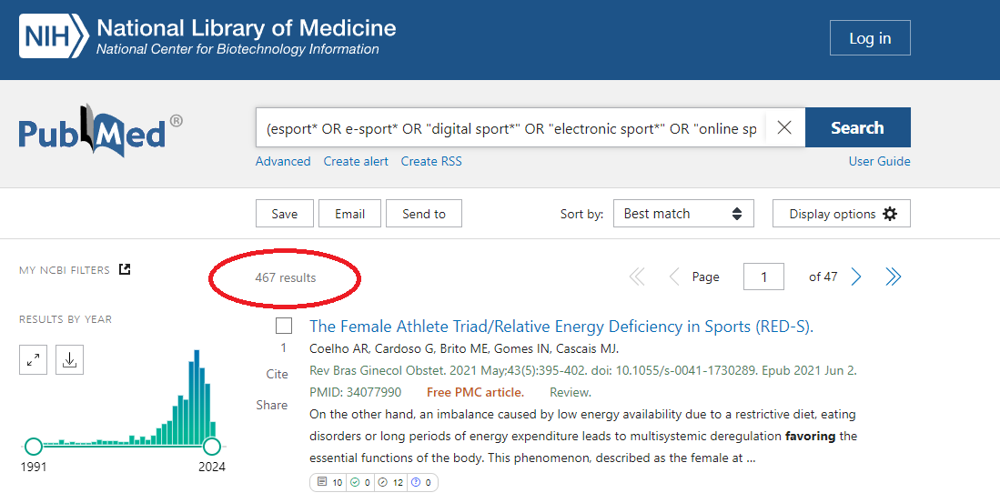 NIH National Library of Medicine
National Center for Biotechnology Information
Log in
PubMed®
(esport* OR e-sport* OR "digital sport*" OR "electronic sport*" OR "online sp
Search
Advanced Create alert Create RSS
User Guide
Save Email Send to
Sort by: Best match
Display options
MY NCBI FILTERS
467 results
Page 1 of 47
RESULTS BY YEAR
1991 2024
The Female Athlete Triad/Relative Energy Deficiency in Sports (RED-S).
1
Cite
Share
Coelho AR, Cardoso G, Brito ME, Gomes IN, Cascais MJ.
Rev Bras Ginecol Obstet. 2021 May;43(5):395-402. doi: 10.1055/s-0041-1730289. Epub 2021 Jun 2.
PMID: 34077990 Free PMC article. Review.
On the other hand, an imbalance caused by low energy availability due to a restrictive diet, eating
disorders or long periods of energy expenditure leads to multisystemic deregulation favoring the
essential functions of the body. This phenomenon, described as the female at ...
10 0 12 0